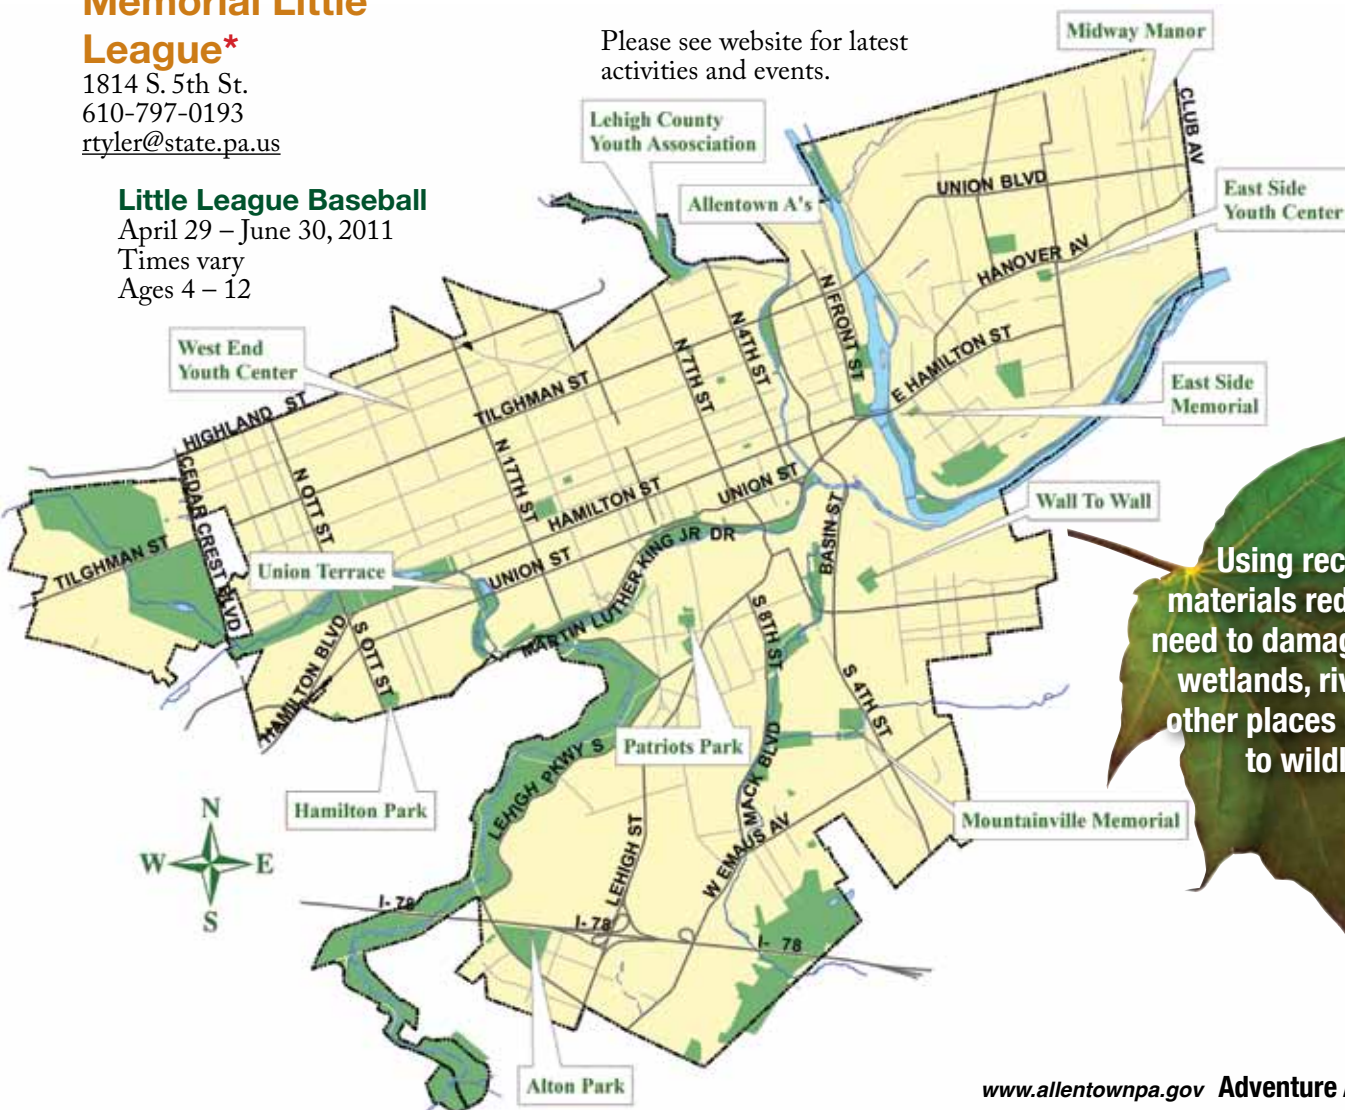 Memorial Little
League*
1814 S. 5th St.
610-797-0193
rtyler@state.pa.us
Little League Baseball
April 29 – June 30, 2011
Times vary
Ages 4 – 12
Please see website for latest
activities and events.
Midway Manor
Lehigh County
Youth Assosciation
Allentown A's
East Side
Youth Center
West End
Youth Center
East Side
Memorial
Wall To Wall
Union Terrace
Patriots Park
Hamilton Park
Mountainville Memorial
Alton Park
CLUB AV
UNION BLVD
HANOVER AV
N FRONT ST
E HAMILTON ST
N 4TH ST
N 7TH ST
TILGHMAN ST
HIGHLAND ST
CEDAR CREST BLVD
N OTT ST
N 17TH ST
HAMILTON ST
UNION ST
TILGHMAN ST
UNION ST
MARTIN LUTHER KING JR DR
BASIN ST
HAMILTON BLVD
S OTT ST
S 8TH ST
S 4TH ST
LEHIGH PKWY S
MACK BLVD
LEHIGH ST
W EMAUS AV
I- 78
I- 78
I- 78
N
W E
S
Using rec
materials red
need to damag
wetlands, riv
other places
to wildl
www.allentownpa.gov Adventure